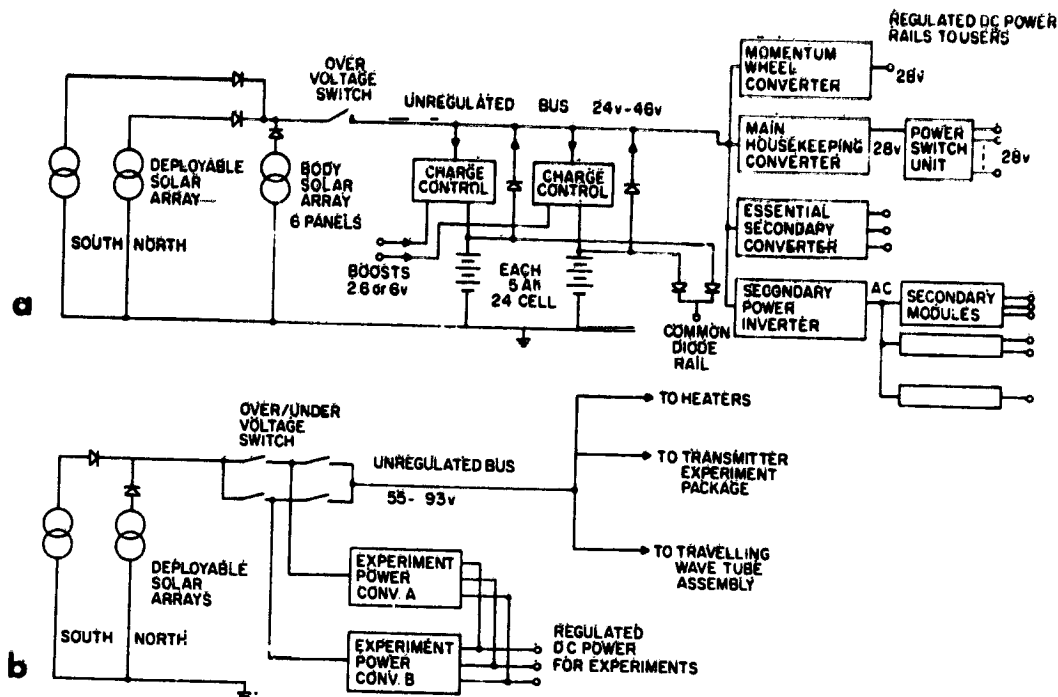 REGULATED DC POWER
RAILS TO USERS
MOMENTUM
WHEEL
CONVERTER
28v
OVER
VOLTAGE
SWITCH
UNREGULATED BUS 24v-46v
MAIN
HOUSEKEEPING
CONVERTER
28v
POWER
SWITCH
UNIT
28v
DEPLOYABLE
SOLAR
ARRAY
BODY
SOLAR
ARRAY
6 PANELS
CHARGE
CONTROL
CHARGE
CONTROL
ESSENTIAL
SECONDARY
CONVERTER
SOUTH NORTH
BOOSTS
2.6 or 6v
EACH
5 Ah
24 CELL
a
COMMON
DIODE
RAIL
SECONDARY
POWER
INVERTER
AC
SECONDARY
MODULES
OVER/UNDER
VOLTAGE
SWITCH
UNREGULATED BUS
55- 93v
TO HEATERS
TO TRANSMITTER
EXPERIMENT
PACKAGE
TO TRAVELLING
WAVE TUBE
ASSEMBLY
DEPLOYABLE
SOLAR
ARRAYS
SOUTH NORTH
EXPERIMENT
POWER
CONV. A
EXPERIMENT
POWER
CONV. B
REGULATED
DC POWER
FOR EXPERIMENTS
b